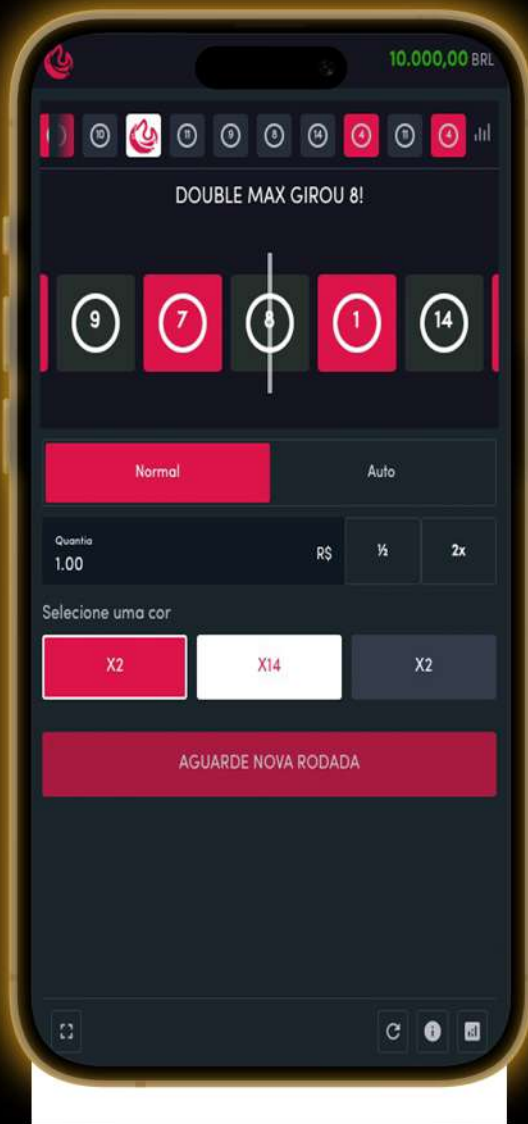 10.000,00 BRL
10 11 9 8 14 4 11 4
DOUBLE MAX GIROU 8!
9 7 8 1 14
Normal Auto
Quantia
1.00 R$ ½ 2x
Selecione uma cor
X2 X14 X2
AGUARDE NOVA RODADA